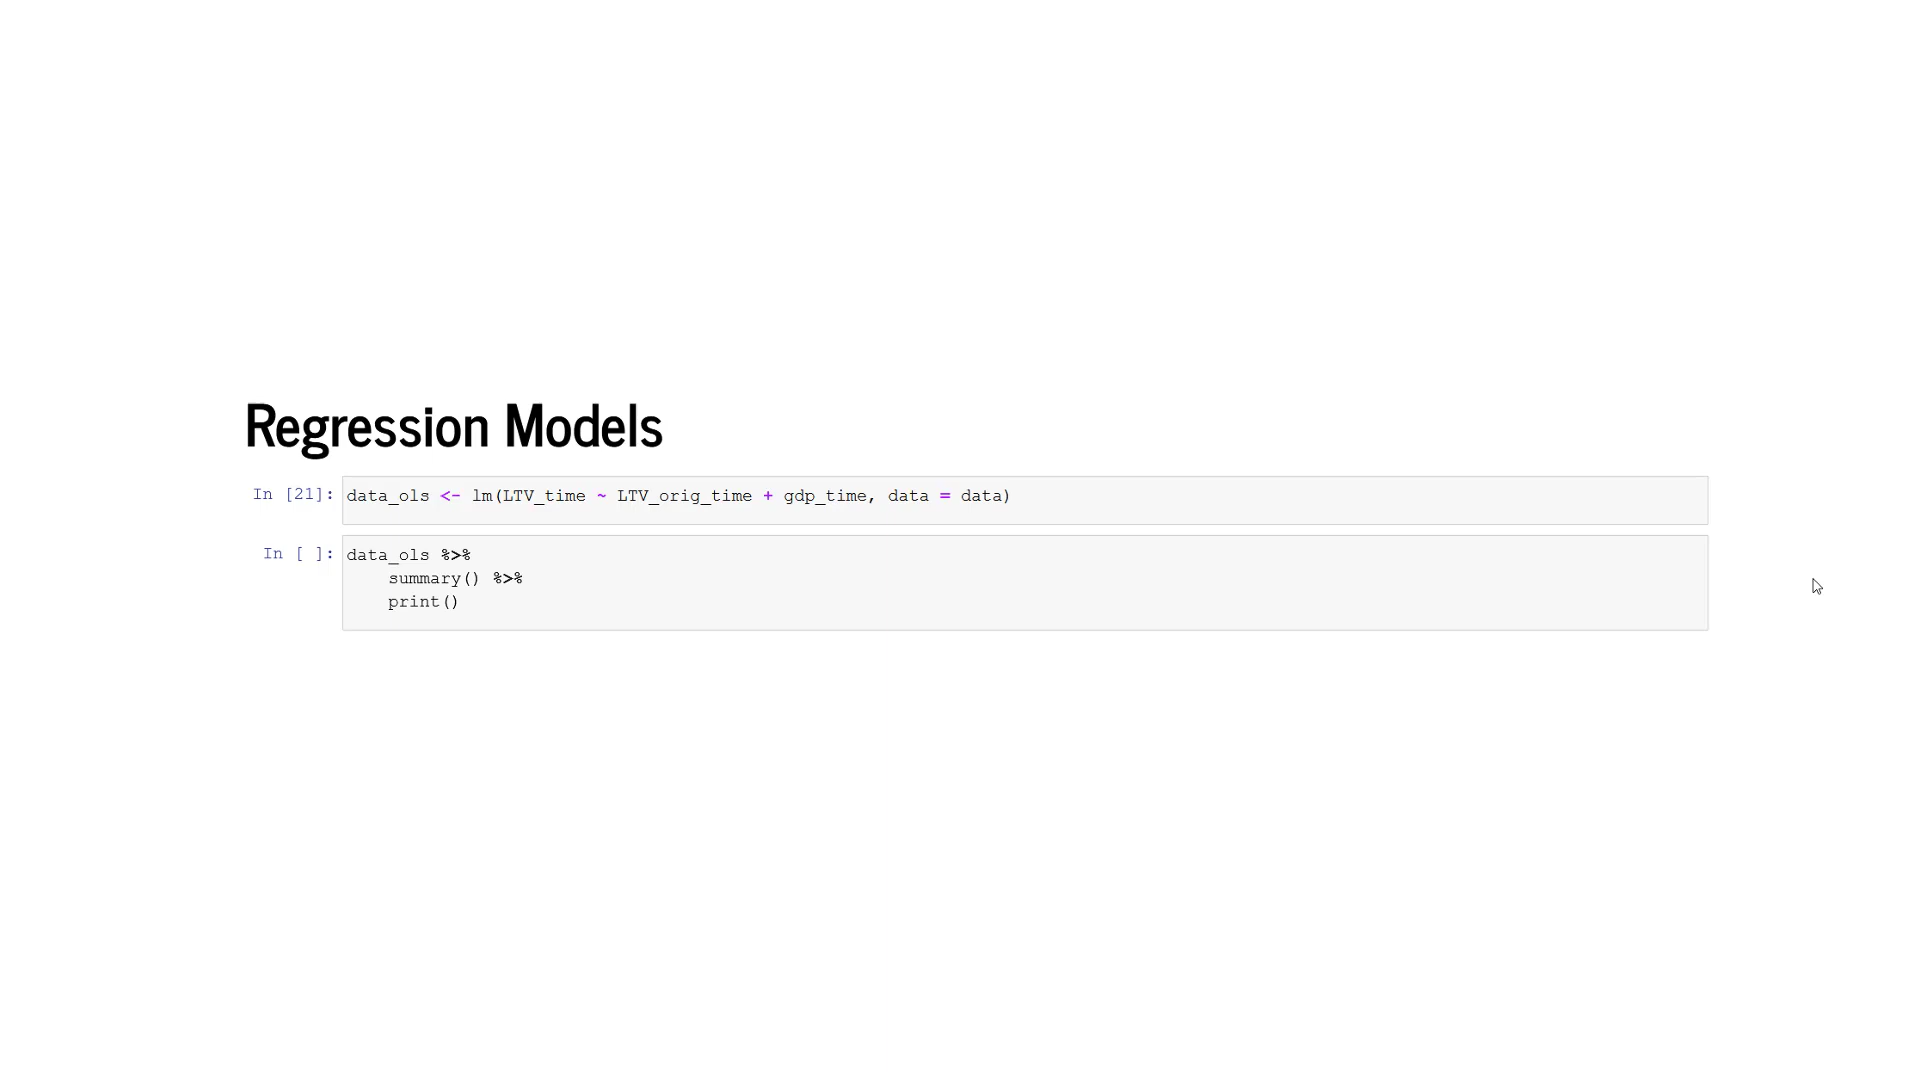 Regression Models
In [21]: data_ols <- lm(LTV_time ~ LTV_orig_time + gdp_time, data = data)
In [ ]: data_ols %>%
    summary() %>%
    print()